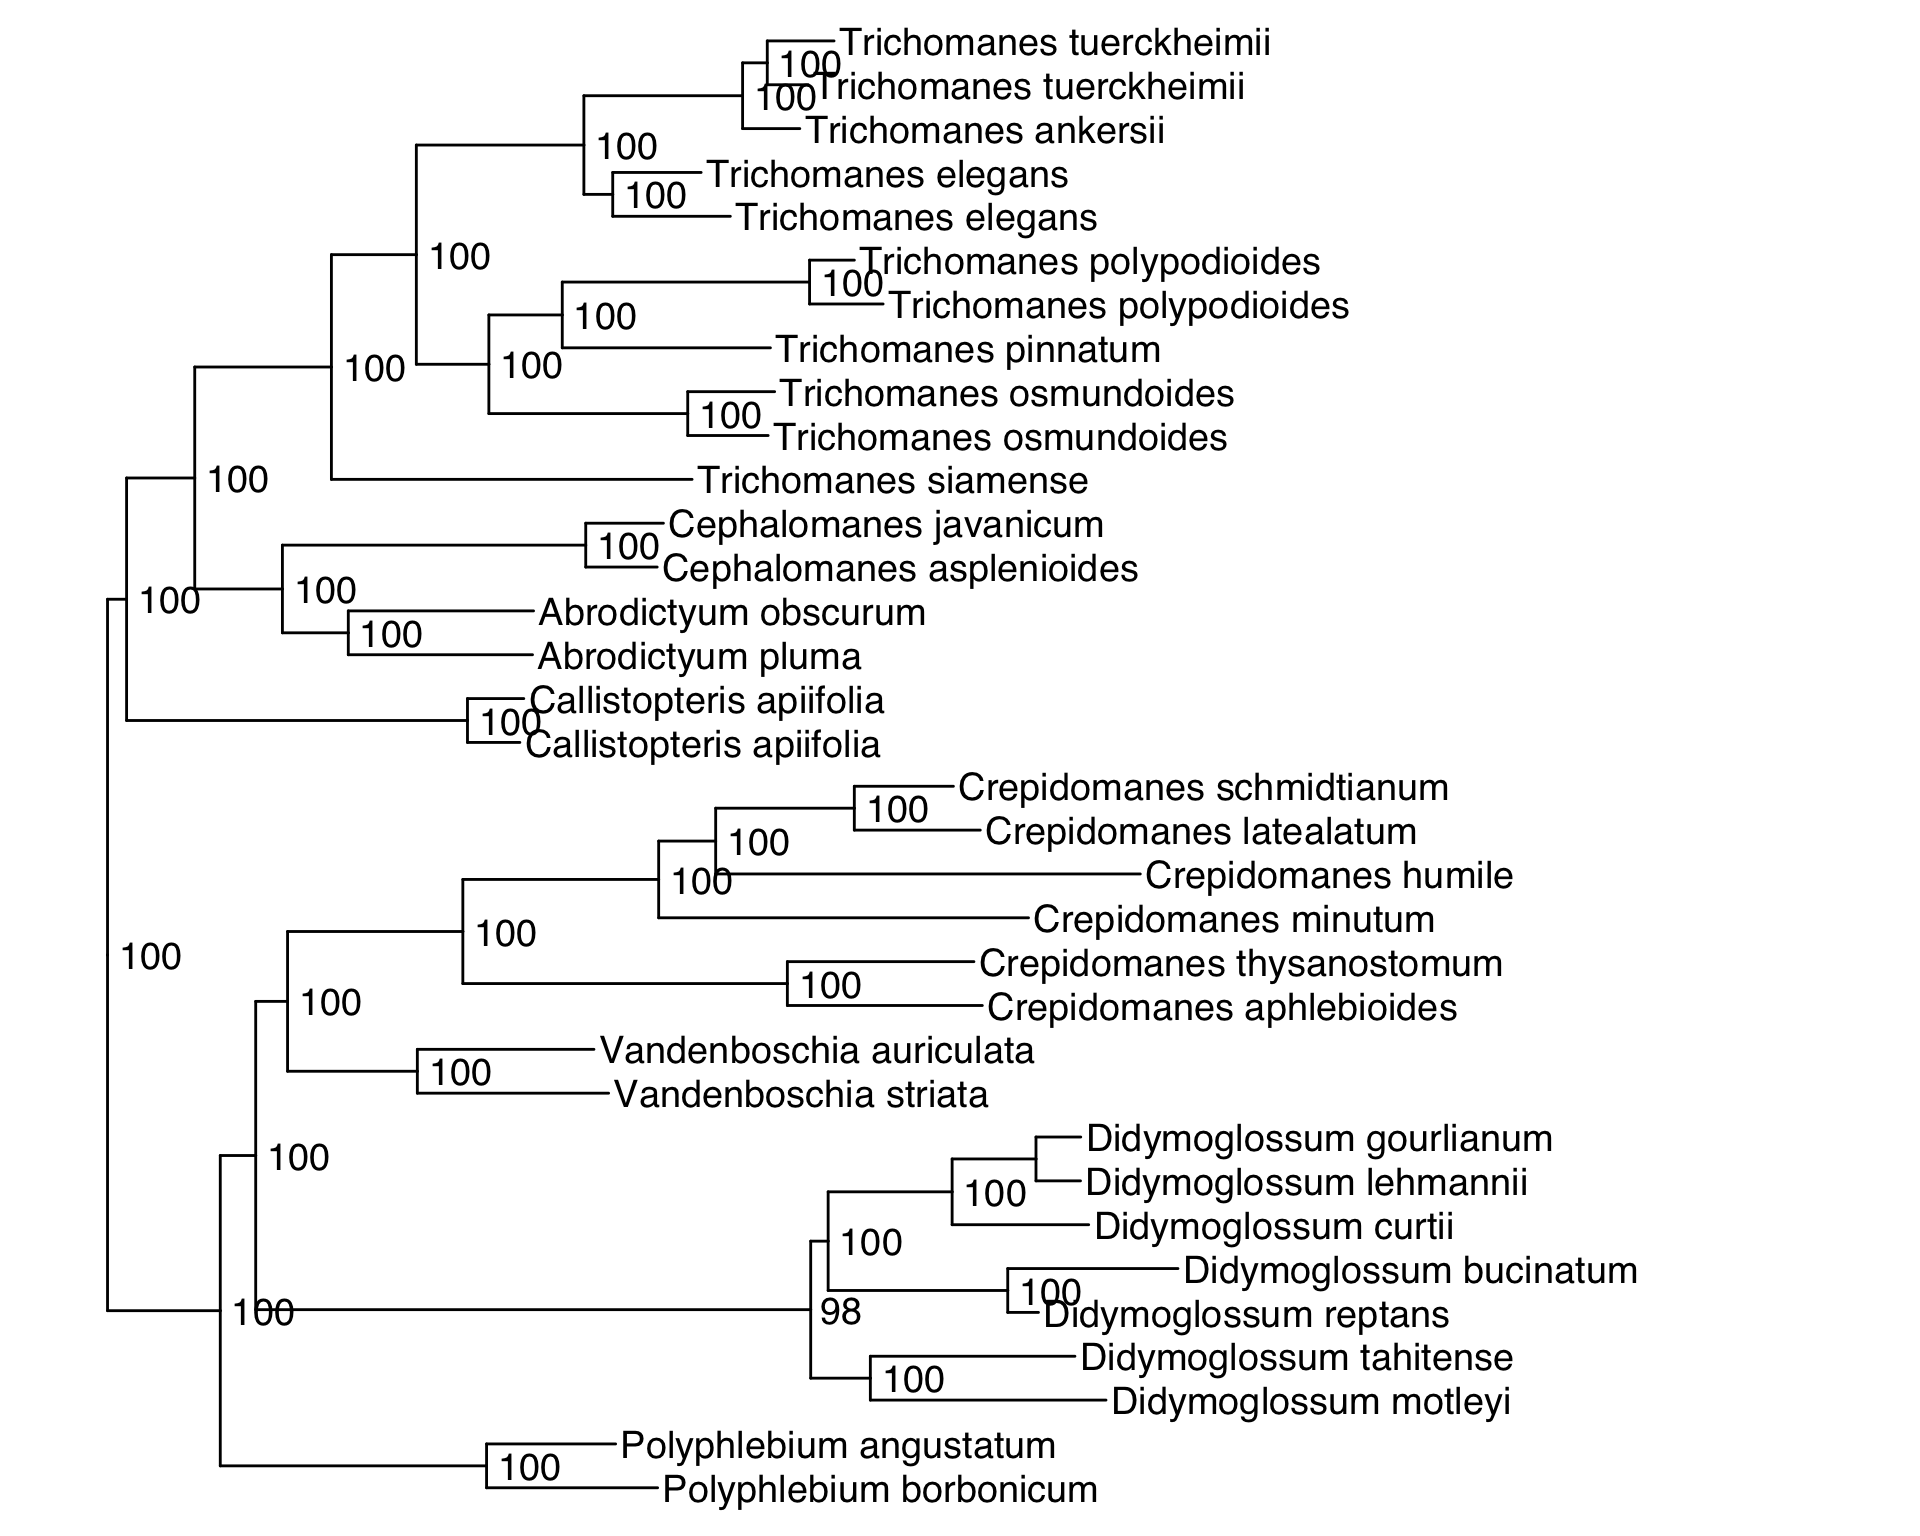 Trichomanes tuerckheimii
100
Trichomanes tuerckheimii
100
Trichomanes ankersii
100
Trichomanes elegans
100
Trichomanes elegans
100
Trichomanes polypodioides
100
Trichomanes polypodioides
100
Trichomanes pinnatum
100
100
Trichomanes osmundoides
100
Trichomanes osmundoides
100
Trichomanes siamense
Cephalomanes javanicum
100
Cephalomanes asplenioides
100
100
Abrodictyum obscurum
100
Abrodictyum pluma
Callistopteris apiifolia
100
Callistopteris apiifolia
Crepidomanes schmidtianum
100
Crepidomanes latealatum
100
Crepidomanes humile
100
Crepidomanes minutum
100
100
Crepidomanes thysanostomum
100
Crepidomanes aphlebioides
100
Vandenboschia auriculata
100
Vandenboschia striata
Didymoglossum gourlianum
100
Didymoglossum lehmannii
100
Didymoglossum curtii
100
Didymoglossum bucinatum
100
Didymoglossum reptans
100
98
Didymoglossum tahitense
100
Didymoglossum motleyi
Polyphlebium angustatum
100
Polyphlebium borbonicum